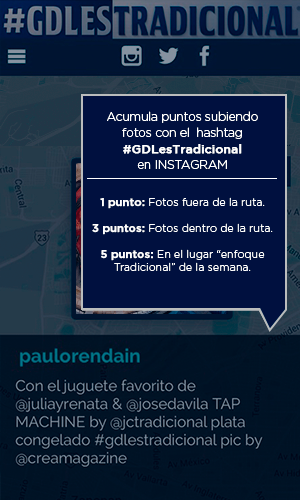 #GDLESTRADICIONAL
Acumula puntos subiendo
fotos con el hashtag
#GDLesTradicional
en INSTAGRAM
1 punto: Fotos fuera de la ruta.
3 puntos: Fotos dentro de la ruta.
5 puntos: En el lugar “enfoque
Tradicional” de la semana.
23
paulorendain
Con el juguete favorito de
@juliayrenata & @josedavila TAP
MACHINE by @jctradicional plata
congelado #gdlestradicional pic by
@creamagazine